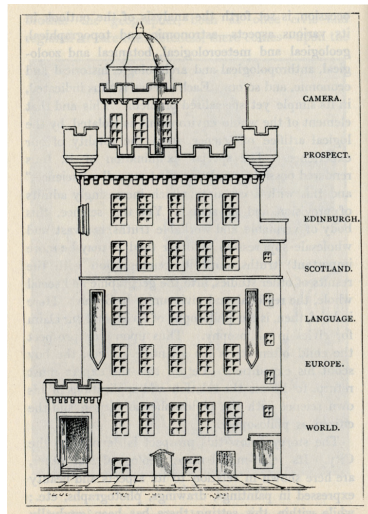 CAMERA.
PROSPECT.
EDINBURGH.
SCOTLAND.
LANGUAGE.
EUROPE.
WORLD.